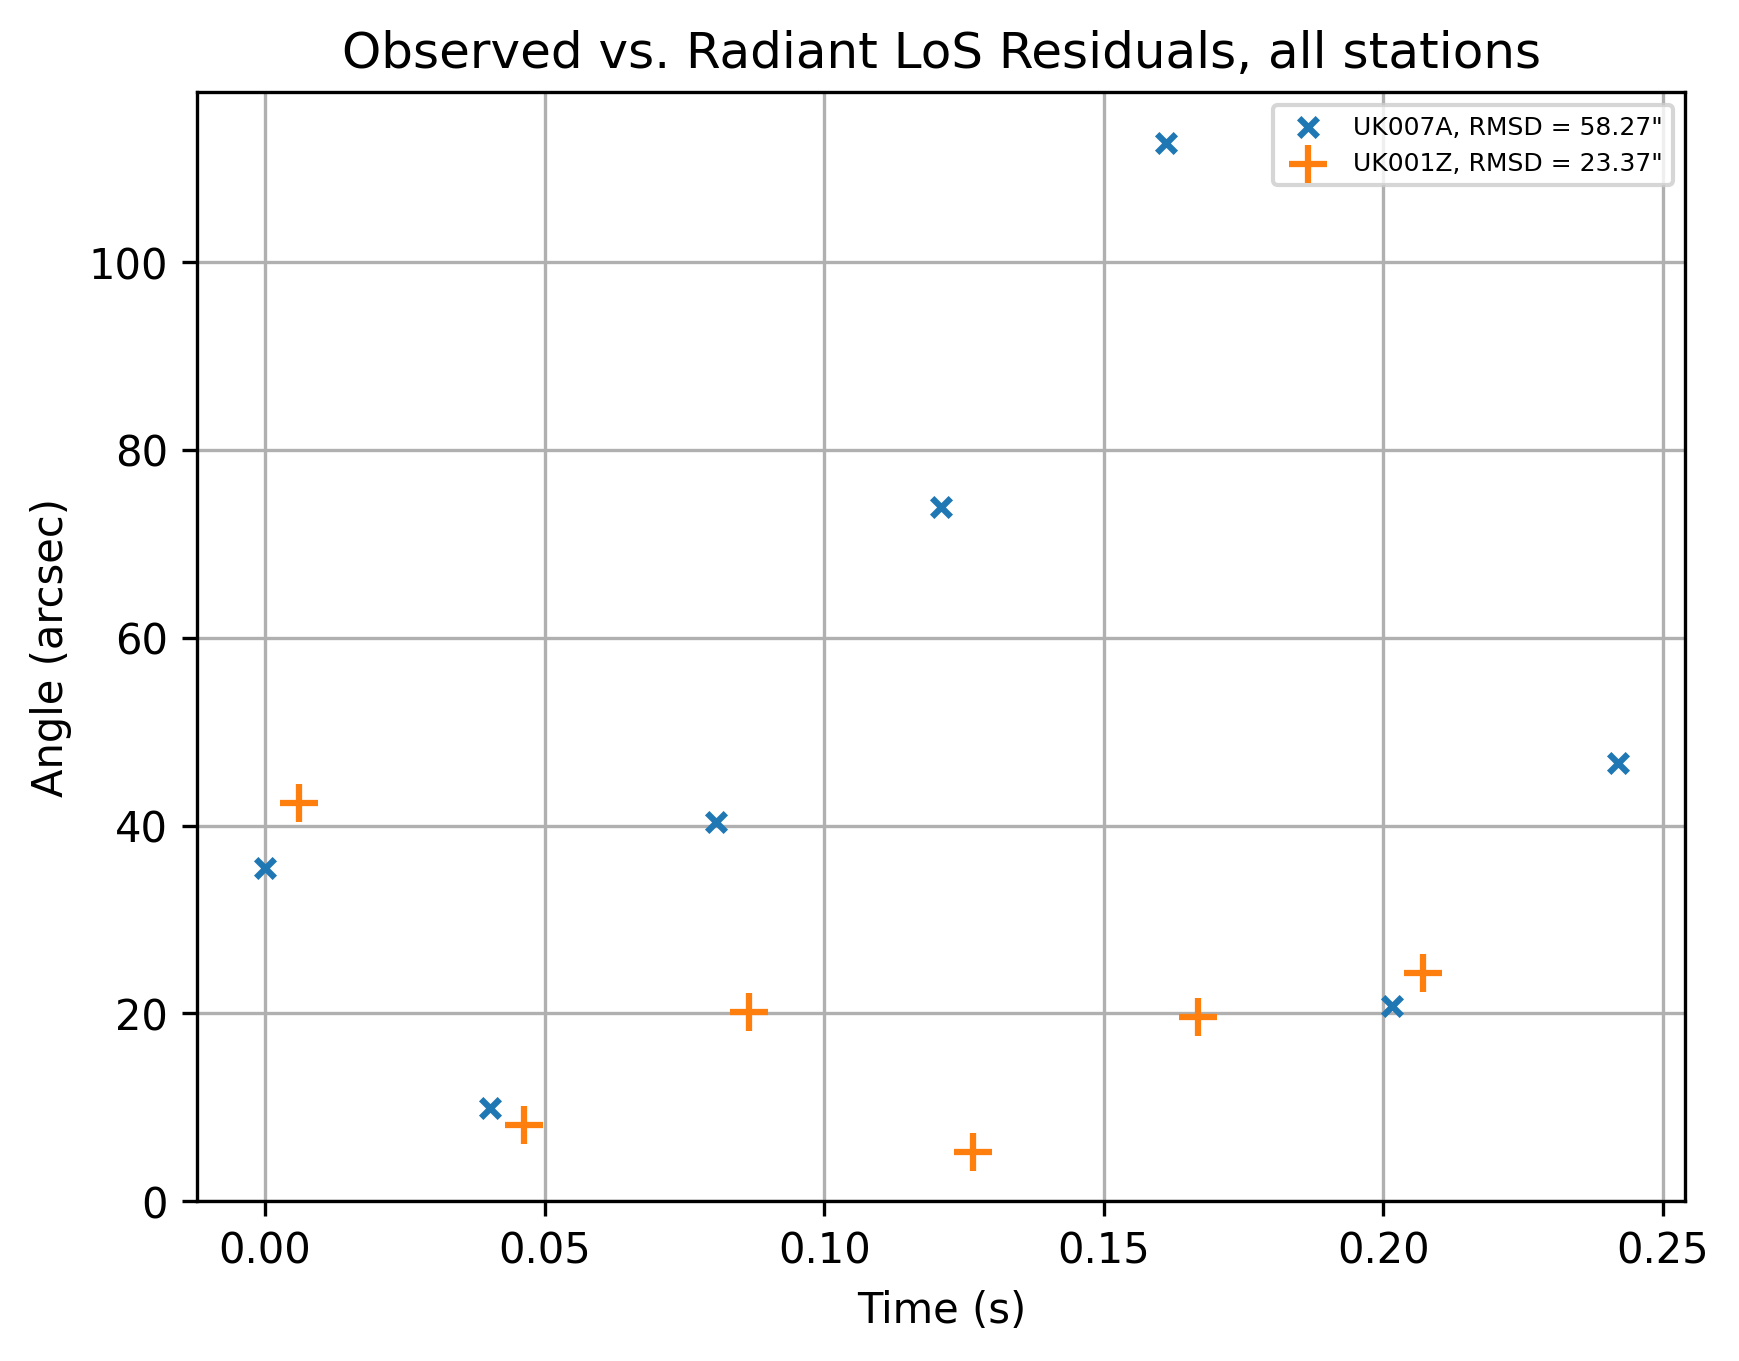 Observed vs. Radiant LoS Residuals, all stations
UK007A, RMSD = 58.27"
UK001Z, RMSD = 23.37"
Angle (arcsec)
100
80
60
40
20
0
0.00 0.05 0.10 0.15 0.20 0.25
Time (s)